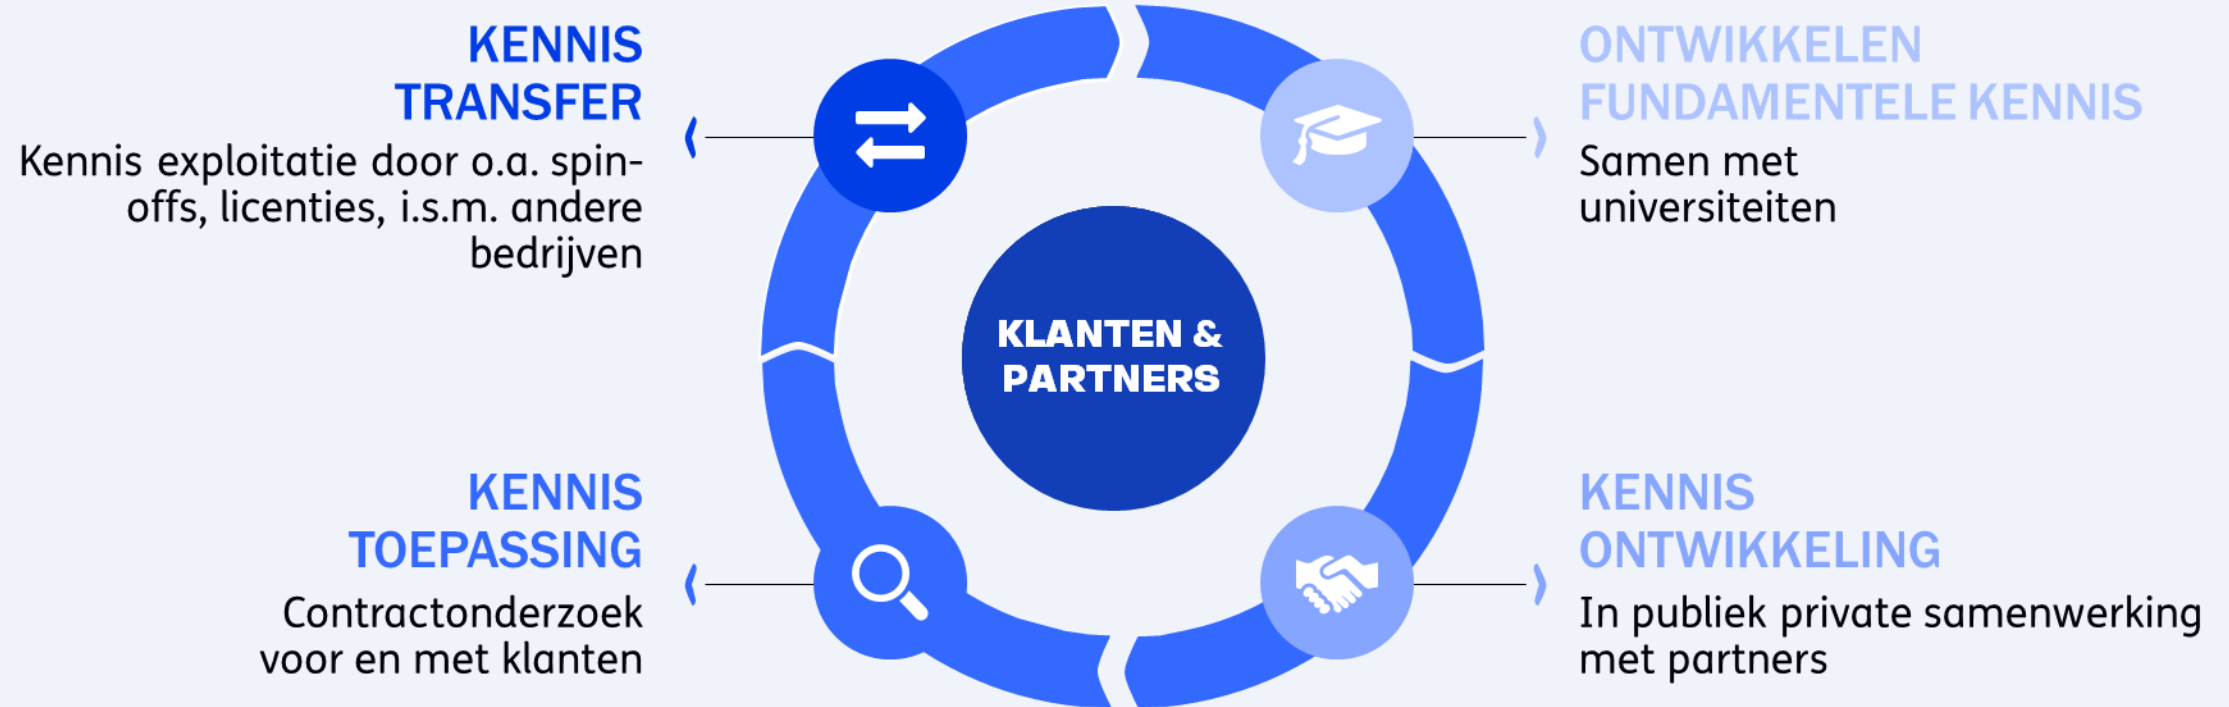 KENNIS
TRANSFER
Kennis exploitatie door o.a. spin-
offs, licenties, i.s.m. andere
bedrijven
ONTWIKKELEN
FUNDAMENTELE KENNIS
Samen met
universiteiten
KLANTEN &
PARTNERS
KENNIS
TOEPASSING
Contractonderzoek
voor en met klanten
KENNIS
ONTWIKKELING
In publiek private samenwerking
met partners